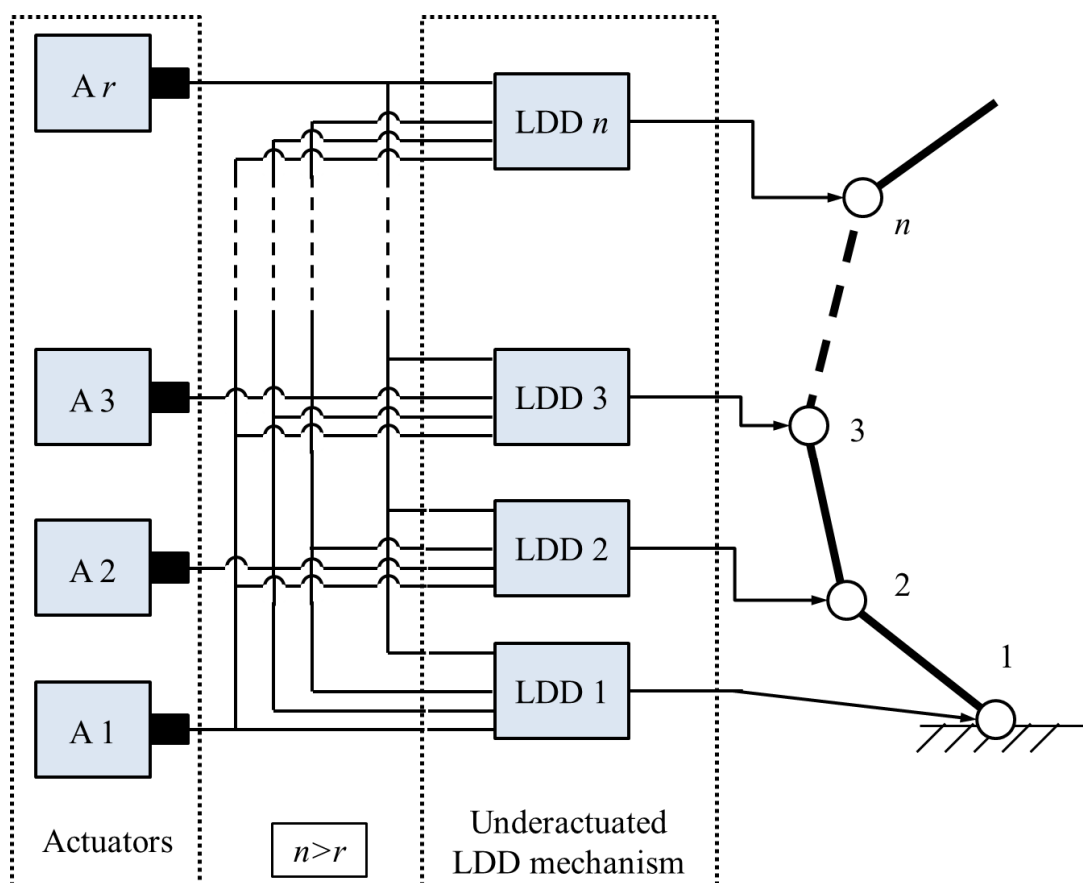 A r
LDD n
n
A 3
LDD 3
3
A 2
LDD 2
2
A 1
LDD 1
1
Actuators
n>r
Underactuated
LDD mechanism